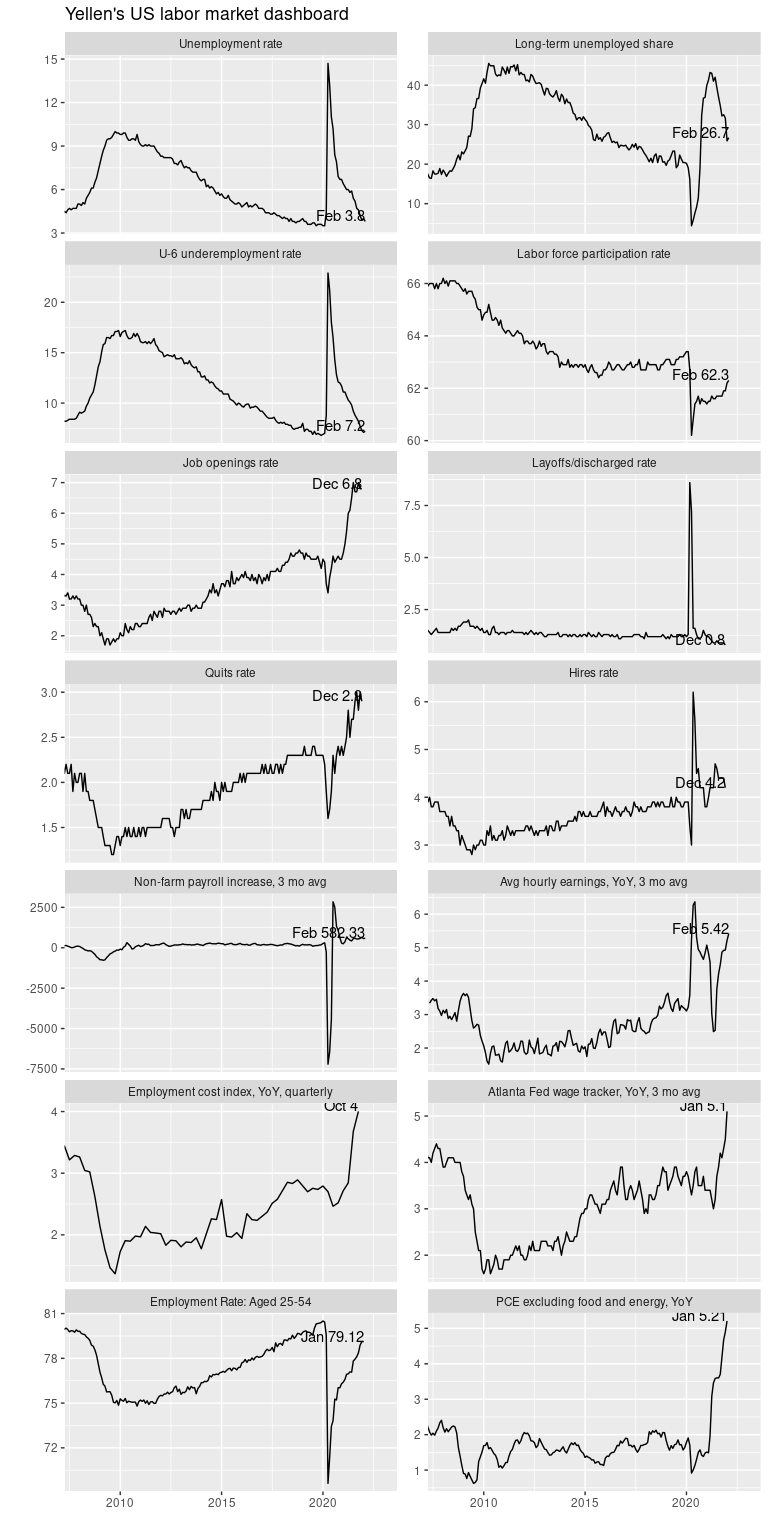 Yellen's US labor market dashboard
Unemployment rate
Long-term unemployed share
15
12
9
6
3
Feb 3.8
40
30
20
10
Feb 26.7
U-6 underemployment rate
Labor force participation rate
20
15
10
Feb 7.2
66
64
62
60
Feb 62.3
Job openings rate
Layoffs/discharged rate
7
6
5
4
3
2
Dec 6.8
7.5
5.0
2.5
Dec 0.8
Quits rate
Hires rate
3.0
2.5
2.0
1.5
Dec 2.9
6
5
4
3
Dec 4.2
Non-farm payroll increase, 3 mo avg
Avg hourly earnings, YoY, 3 mo avg
2500
0
-2500
-5000
-7500
Feb 582.33
6
5
4
3
2
Feb 5.42
Employment cost index, YoY, quarterly
Atlanta Fed wage tracker, YoY, 3 mo avg
4
3
2
Oct 4
5
4
3
2
Jan 5.1
Employment Rate: Aged 25-54
PCE excluding food and energy, YoY
81
78
75
72
Jan 79.12
5
4
3
2
1
Jan 5.21
2010
2015
2020
2010
2015
2020